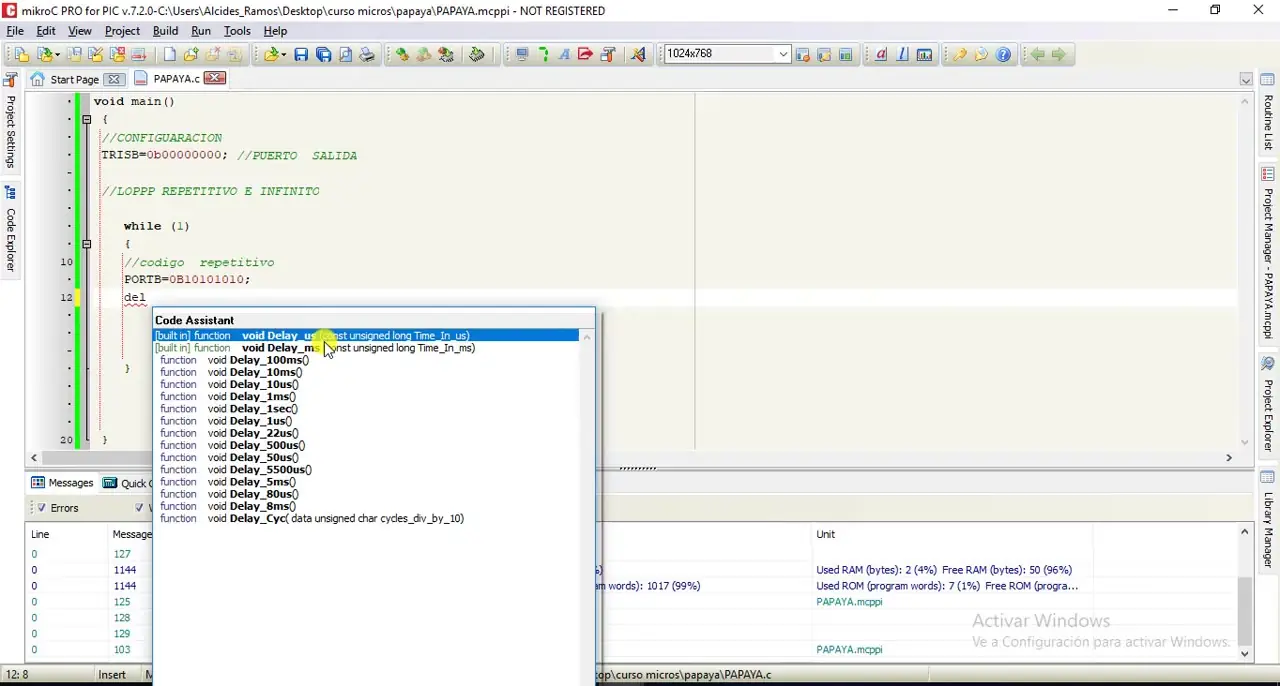 mikroC PRO for PIC v.7.2.0-C:\Users\Alcides_Ramos\Desktop\curso micros\papaya\PAPAYA.mcppi - NOT REGISTERED
File Edit View Project Build Run Tools Help
1024x768
Start Page PAPAYA.c
void main()
{
//CONFIGUARACION
TRISB=0b00000000; //PUERTO SALIDA
//LOPPP REPETITIVO E INFINITO
while (1)
{
10 //codigo repetitivo
PORTB=0B10101010;
12 del
}
20 }
Code Assistant
[built in] function void Delay_us (const unsigned long Time_In_us)
[built in] function void Delay_ms (const unsigned long Time_In_ms)
function void Delay_100ms()
function void Delay_10ms()
function void Delay_10us()
function void Delay_1ms()
function void Delay_1sec()
function void Delay_1us()
function void Delay_22us()
function void Delay_500us()
function void Delay_50us()
function void Delay_5500us()
function void Delay_5ms()
function void Delay_80us()
function void Delay_8ms()
function void Delay_Cyc( data unsigned char cycles_div_by_10)
Project Settings
Code Explorer
Routine List
Project Manager - PAPAYA.mcppi
Project Explorer
Library Manager
Messages Quick
Errors
Line Message Unit
0 127
0 1144 Used RAM (bytes): 2 (4%) Free RAM (bytes): 50 (96%)
0 1144 words): 1017 (99%) Used ROM (program words): 7 (1%) Free ROM (progra...
0 125 PAPAYA.mcppi
0 128
0 129
0 103 PAPAYA.mcppi
Activar Windows
Ve a Configuración para activar Windows.
12: 8 Insert top\curso micros\papaya\PAPAYA.c